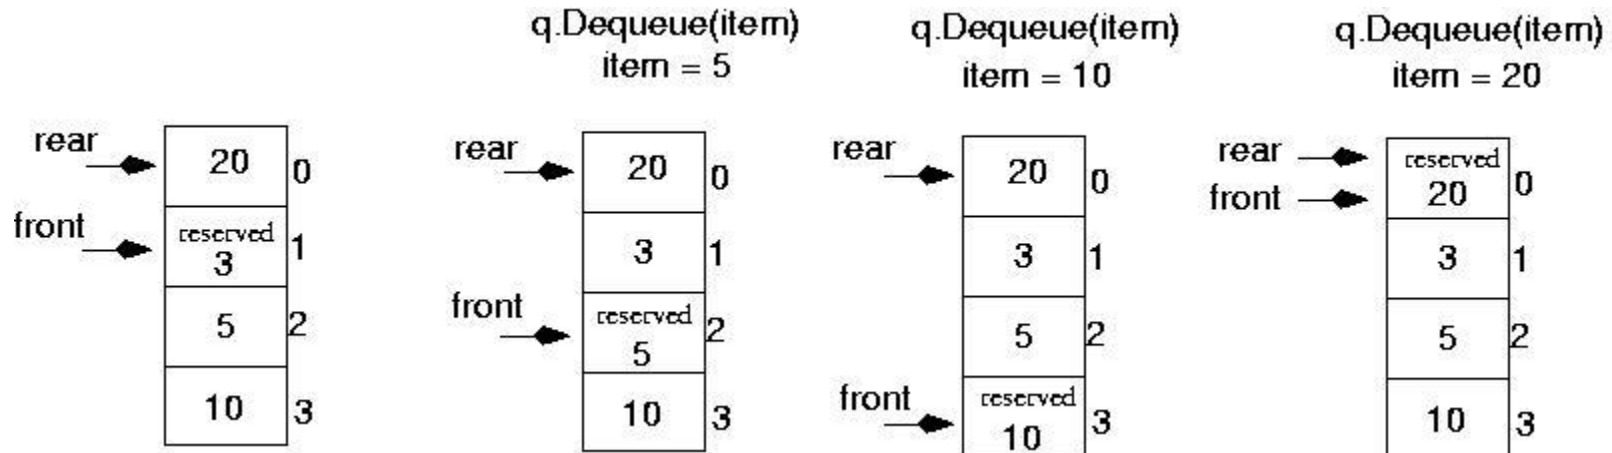 rear
20
0
front
reserved
3
1
5
2
10
3
q.Dequeue(item)
item = 5
rear
20
0
3
1
front
reserved
5
2
10
3
q.Dequeue(item)
item = 10
rear
20
0
3
1
5
2
front
reserved
10
3
q.Dequeue(item)
item = 20
rear
front
reserved
20
0
3
1
5
2
10
3